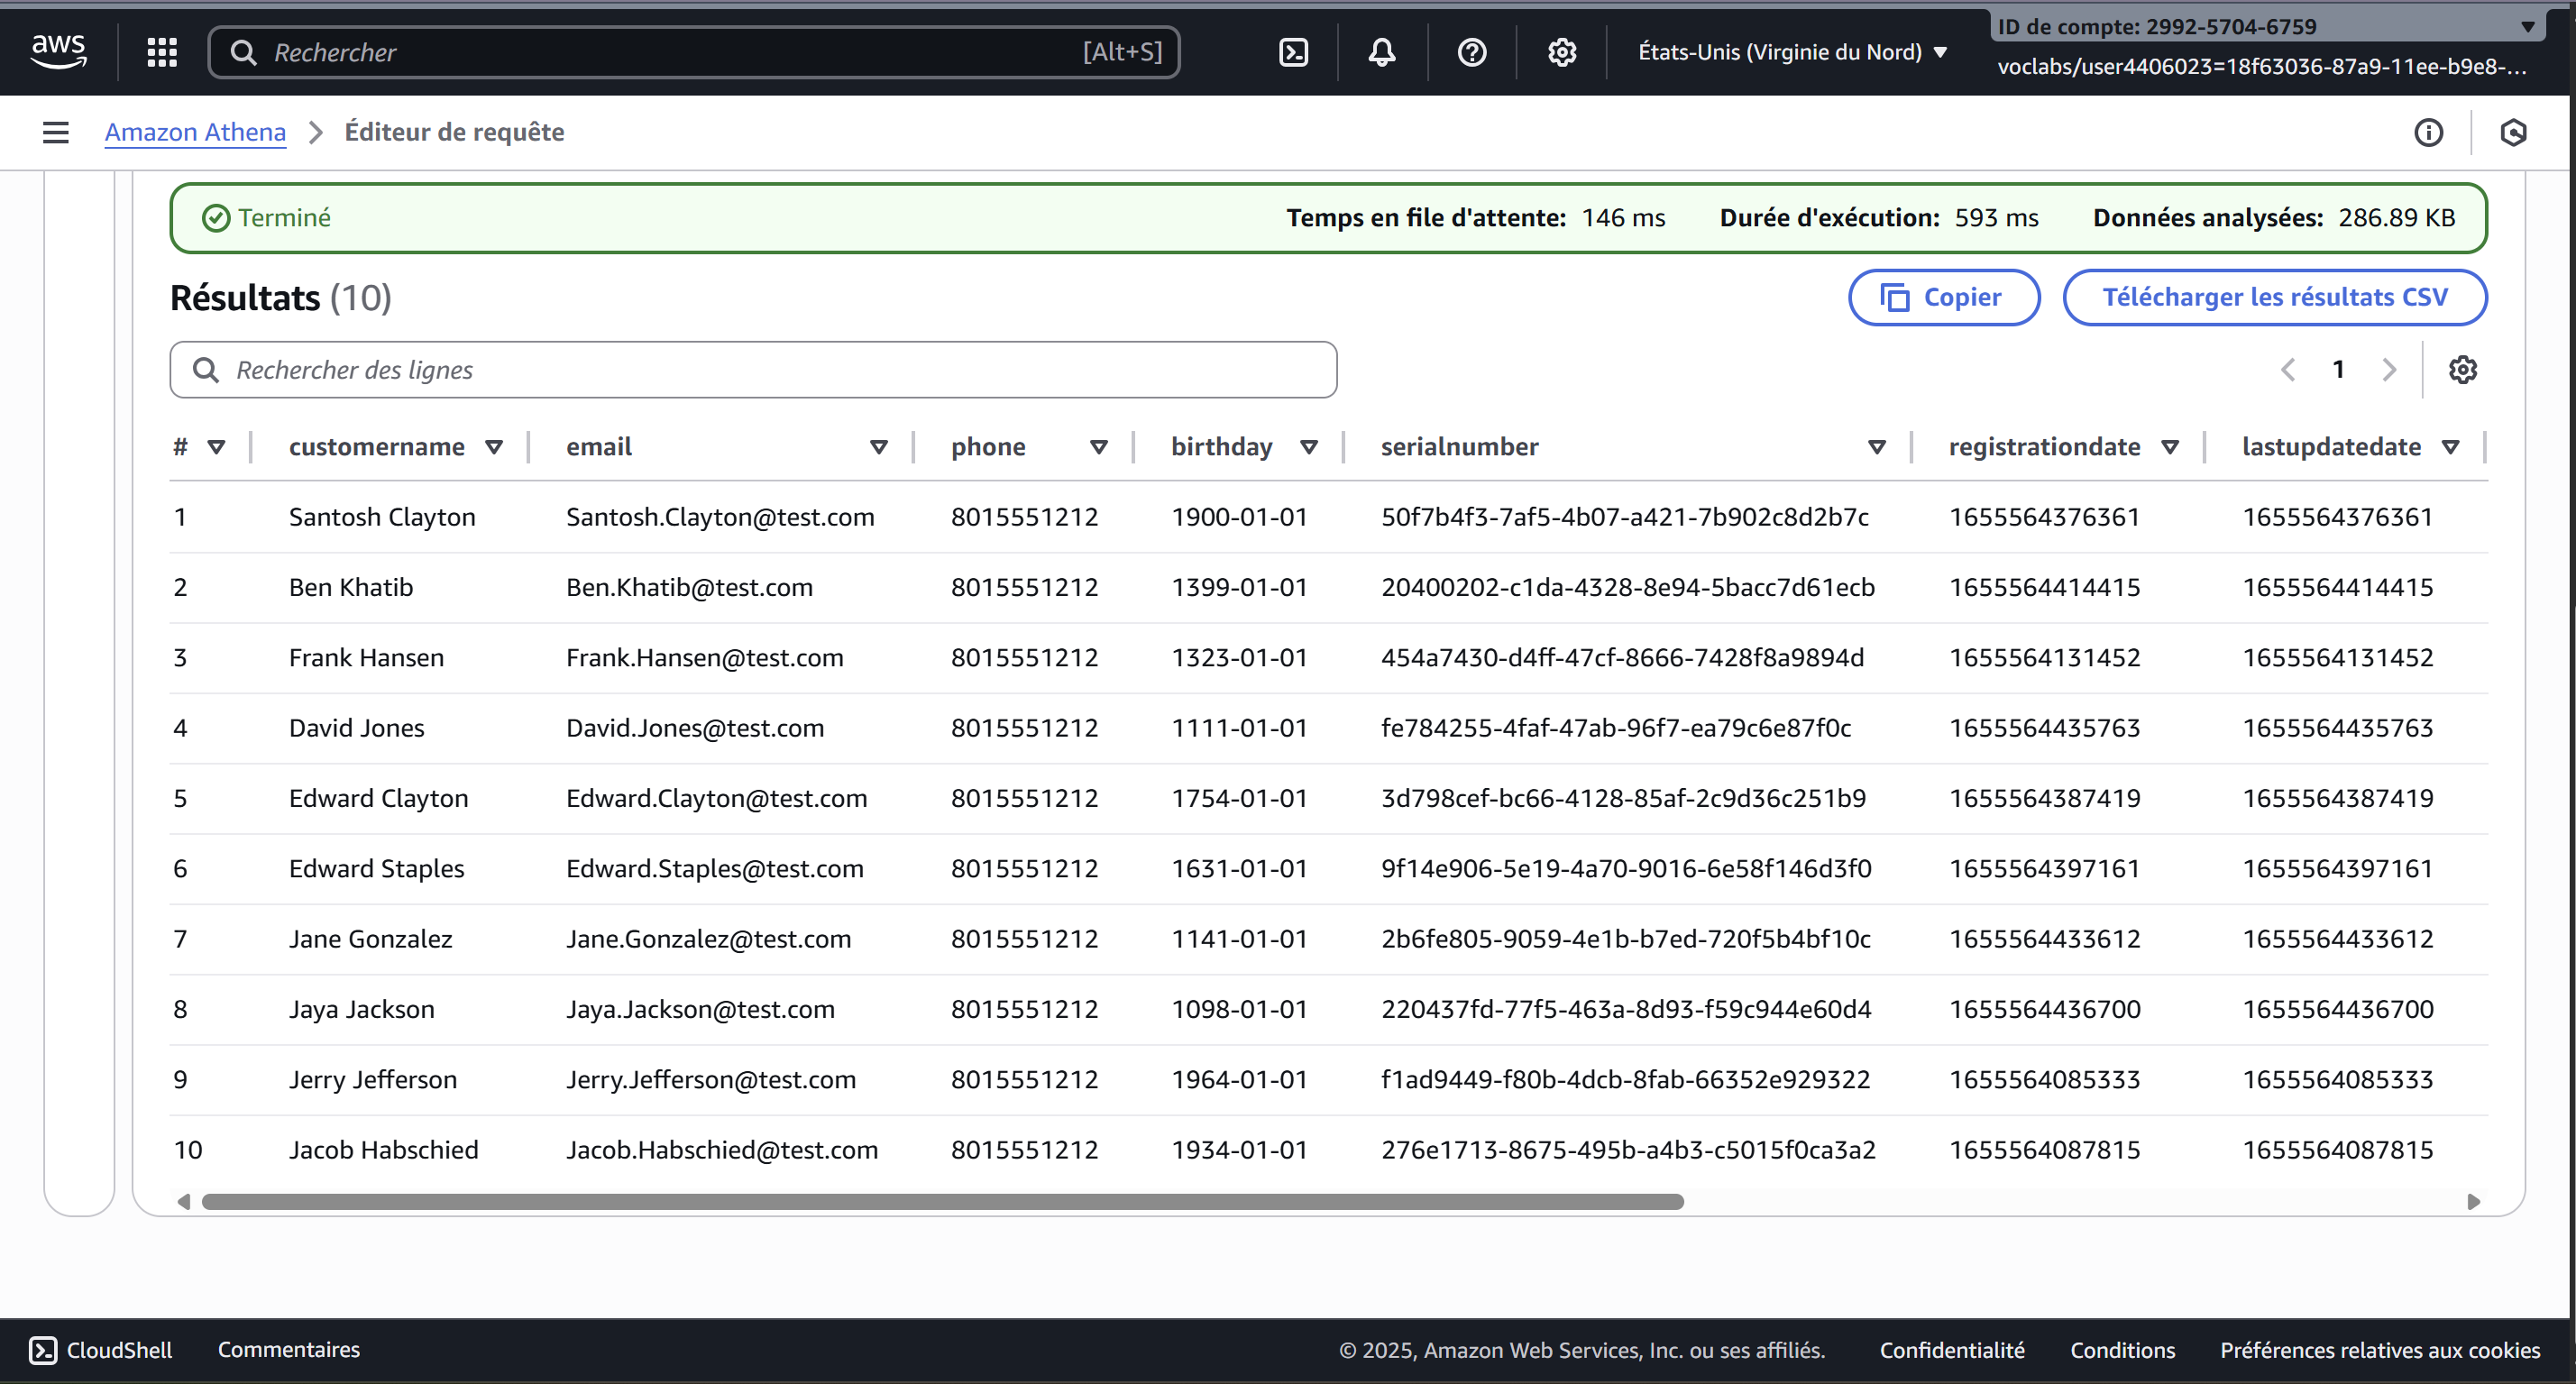 aws Rechercher [Alt+S] États-Unis (Virginie du Nord) ID de compte: 2992-5704-6759
voclabs/user4406023=18f63036-87a9-11ee-b9e8-...
Amazon Athena Éditeur de requête
Terminé Temps en file d'attente: 146 ms Durée d'exécution: 593 ms Données analysées: 286.89 KB
Résultats (10) Copier Télécharger les résultats CSV
Rechercher des lignes 1
# customername email phone birthday serialnumber registrationdate lastupdatedate
1 Santosh Clayton Santosh.Clayton@test.com 8015551212 1900-01-01 50f7b4f3-7af5-4b07-a421-7b902c8d2b7c 1655564376361 1655564376361
2 Ben Khatib Ben.Khatib@test.com 8015551212 1399-01-01 20400202-c1da-4328-8e94-5bacc7d61ecb 1655564414415 1655564414415
3 Frank Hansen Frank.Hansen@test.com 8015551212 1323-01-01 454a7430-d4ff-47cf-8666-7428f8a9894d 1655564131452 1655564131452
4 David Jones David.Jones@test.com 8015551212 1111-01-01 fe784255-4faf-47ab-96f7-ea79c6e87f0c 1655564435763 1655564435763
5 Edward Clayton Edward.Clayton@test.com 8015551212 1754-01-01 3d798cef-bc66-4128-85af-2c9d36c251b9 1655564387419 1655564387419
6 Edward Staples Edward.Staples@test.com 8015551212 1631-01-01 9f14e906-5e19-4a70-9016-6e58f146d3f0 1655564397161 1655564397161
7 Jane Gonzalez Jane.Gonzalez@test.com 8015551212 1141-01-01 2b6fe805-9059-4e1b-b7ed-720f5b4bf10c 1655564433612 1655564433612
8 Jaya Jackson Jaya.Jackson@test.com 8015551212 1098-01-01 220437fd-77f5-463a-8d93-f59c944e60d4 1655564436700 1655564436700
9 Jerry Jefferson Jerry.Jefferson@test.com 8015551212 1964-01-01 f1ad9449-f80b-4dcb-8fab-66352e929322 1655564085333 1655564085333
10 Jacob Habschied Jacob.Habschied@test.com 8015551212 1934-01-01 276e1713-8675-495b-a4b3-c5015f0ca3a2 1655564087815 1655564087815
CloudShell Commentaires © 2025, Amazon Web Services, Inc. ou ses affiliés. Confidentialité Conditions Préférences relatives aux cookies